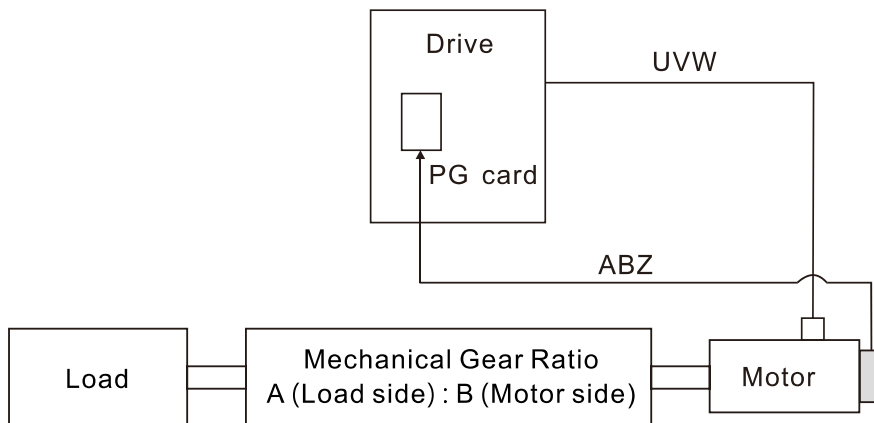 Drive
UVW
PG card
ABZ
Mechanical Gear Ratio
A (Load side) : B (Motor side)
Load
Motor